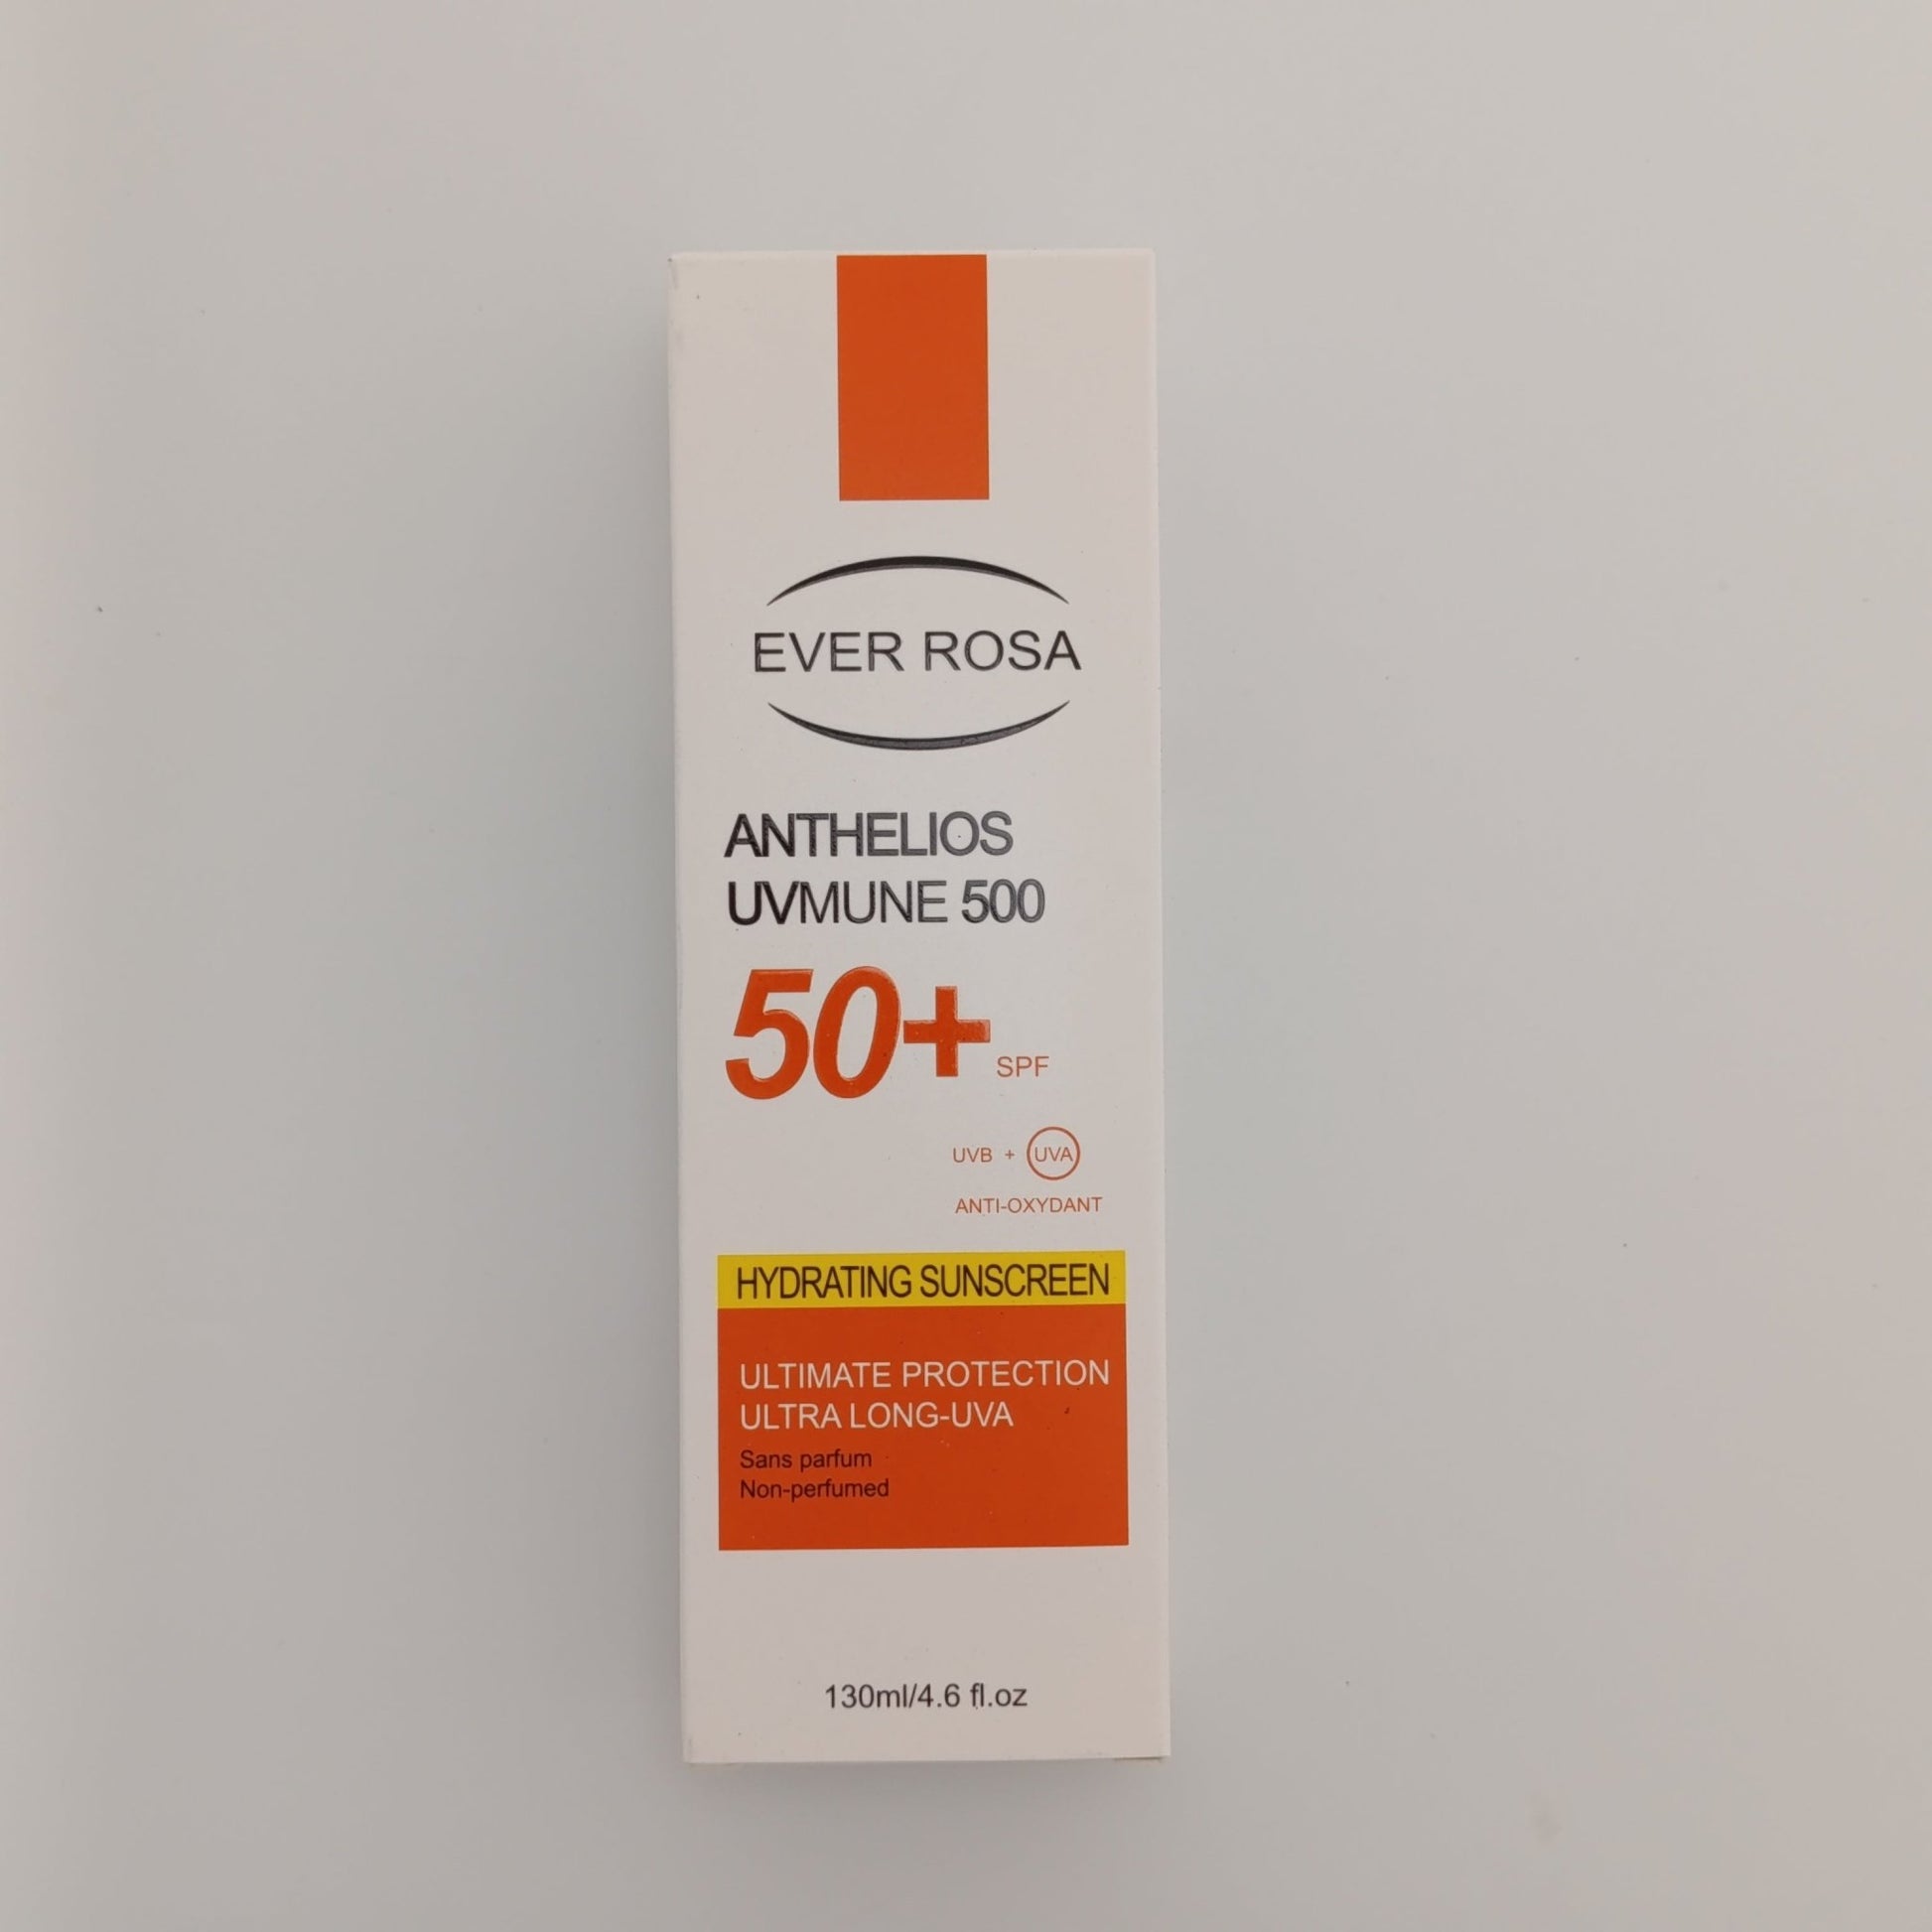 EVER ROSA
ANTHELIOS
UVMUNE 500
50+ SPF
UVB + UVA
ANTI-OXYDANT
HYDRATING SUNSCREEN
ULTIMATE PROTECTION
ULTRA LONG-UVA
Sans parfum
Non-perfumed
130ml/4.6 fl.oz